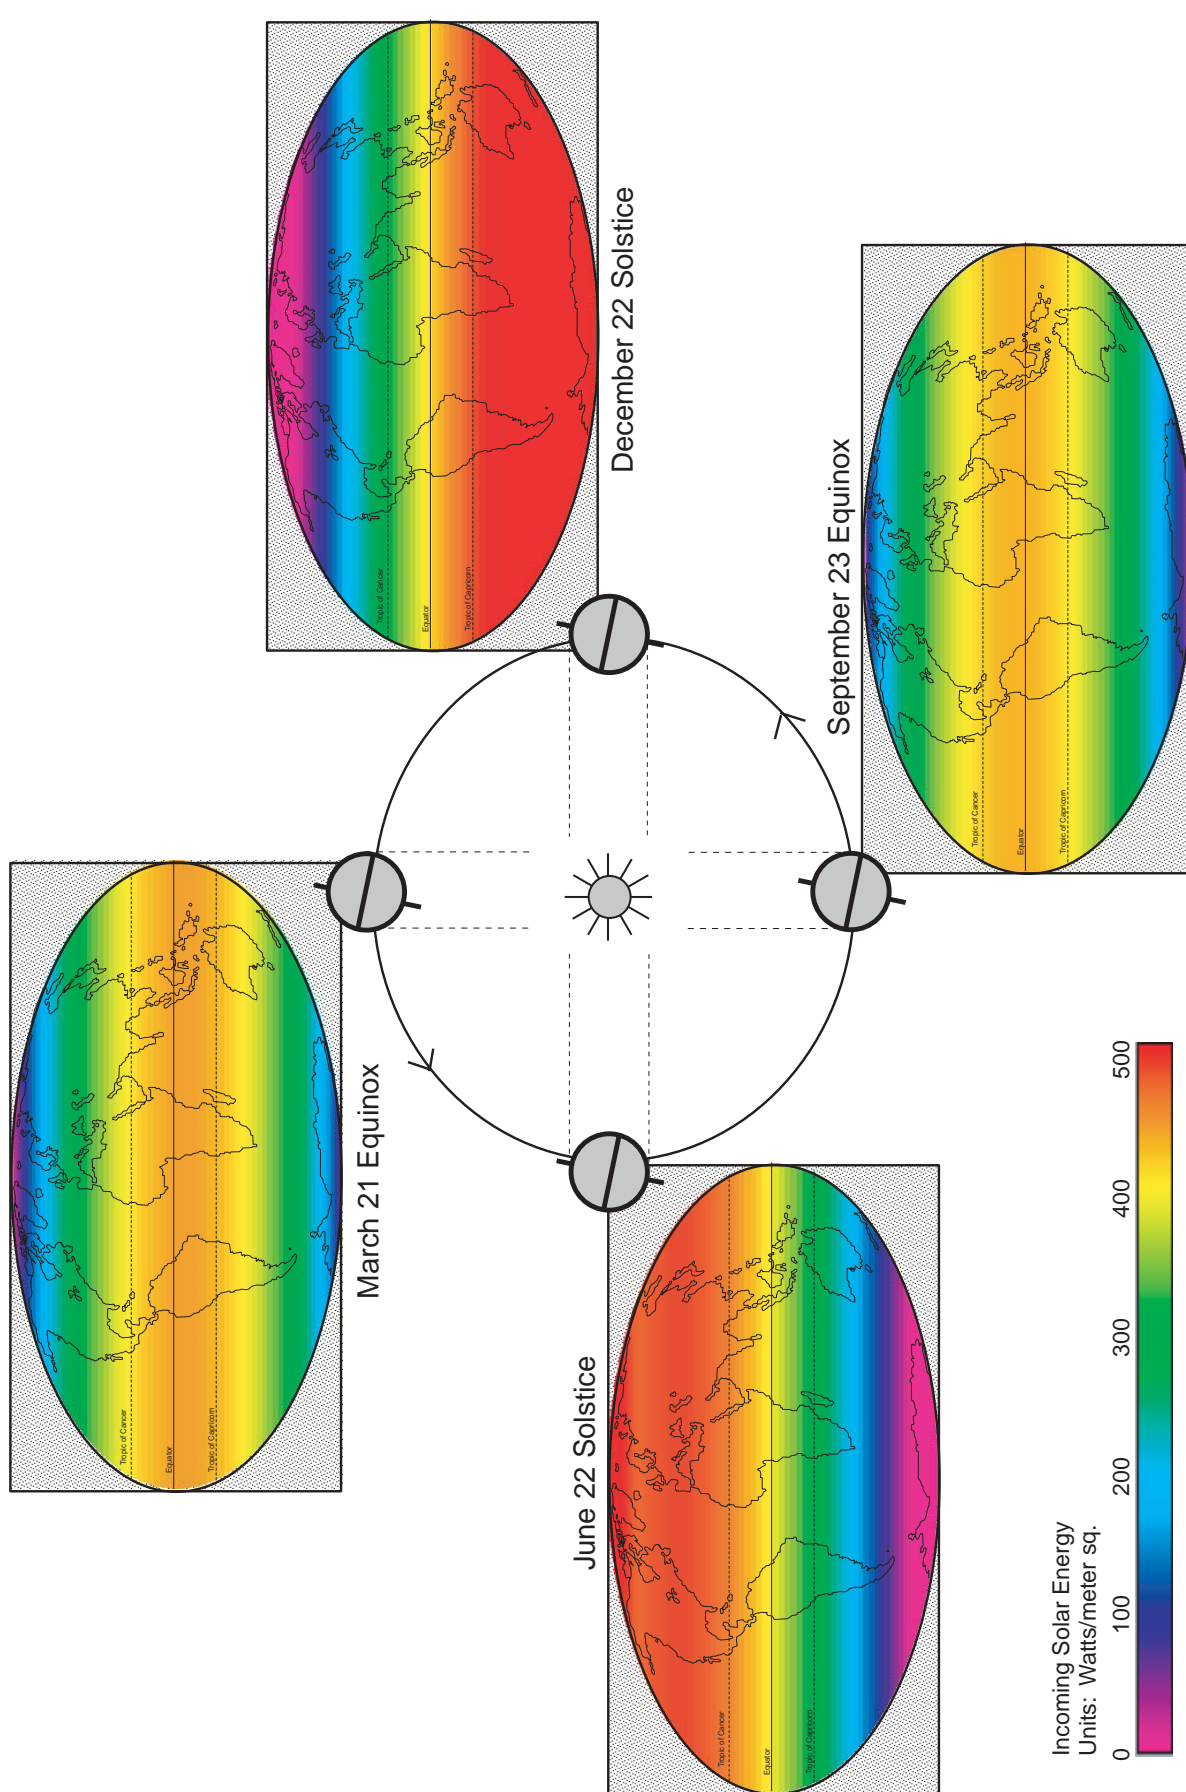 March 21 Equinox
Tropic of Cancer
Equator
Tropic of Capricorn
December 22 Solstice
Tropic of Cancer
Equator
Tropic of Capricorn
June 22 Solstice
Tropic of Cancer
Equator
Tropic of Capricorn
September 23 Equinox
Tropic of Cancer
Equator
Tropic of Capricorn
Incoming Solar Energy
Units: Watts/meter sq.
0 100 200 300 400 500